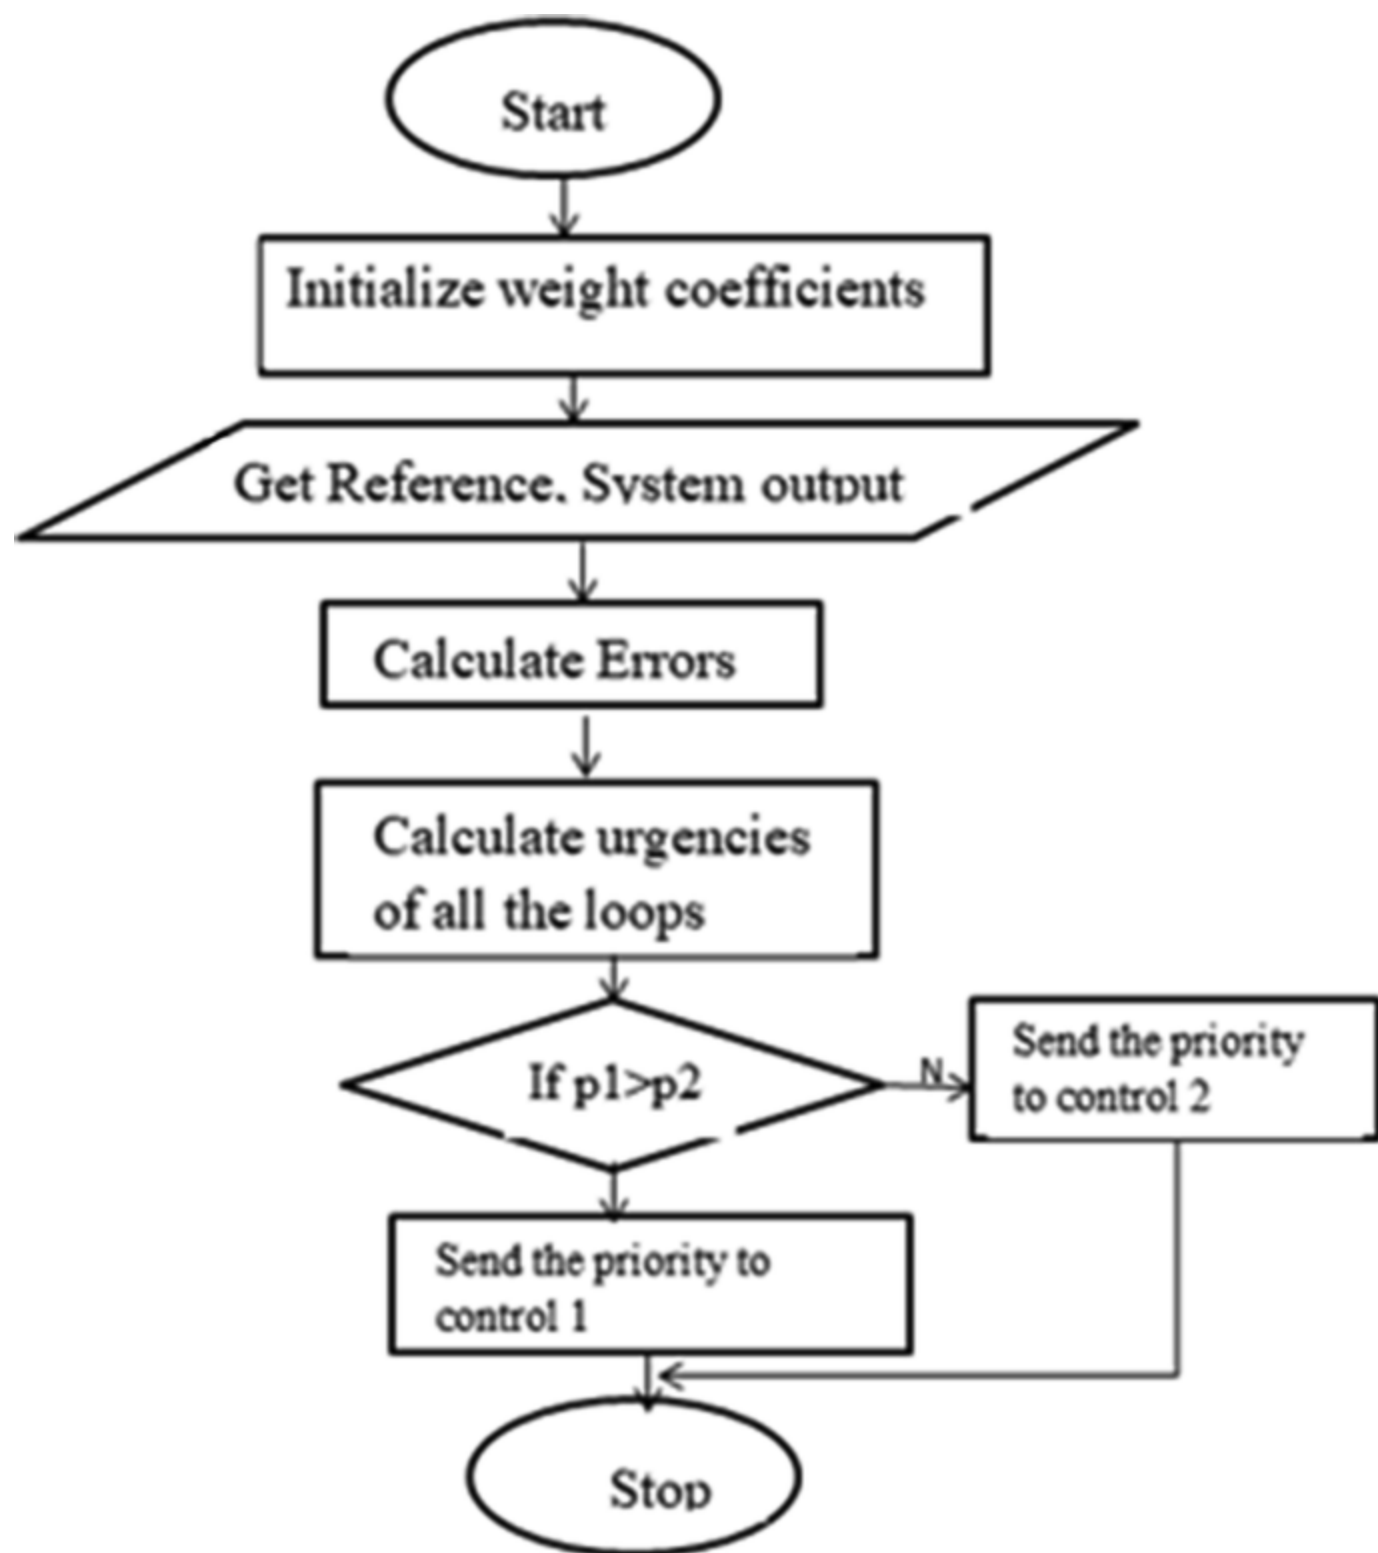 Start
Initialize weight coefficients
Get Reference, System output
Calculate Errors
Calculate urgencies
of all the loops
If p1>p2
N
Send the priority
to control 2
Send the priority to
control 1
Stop